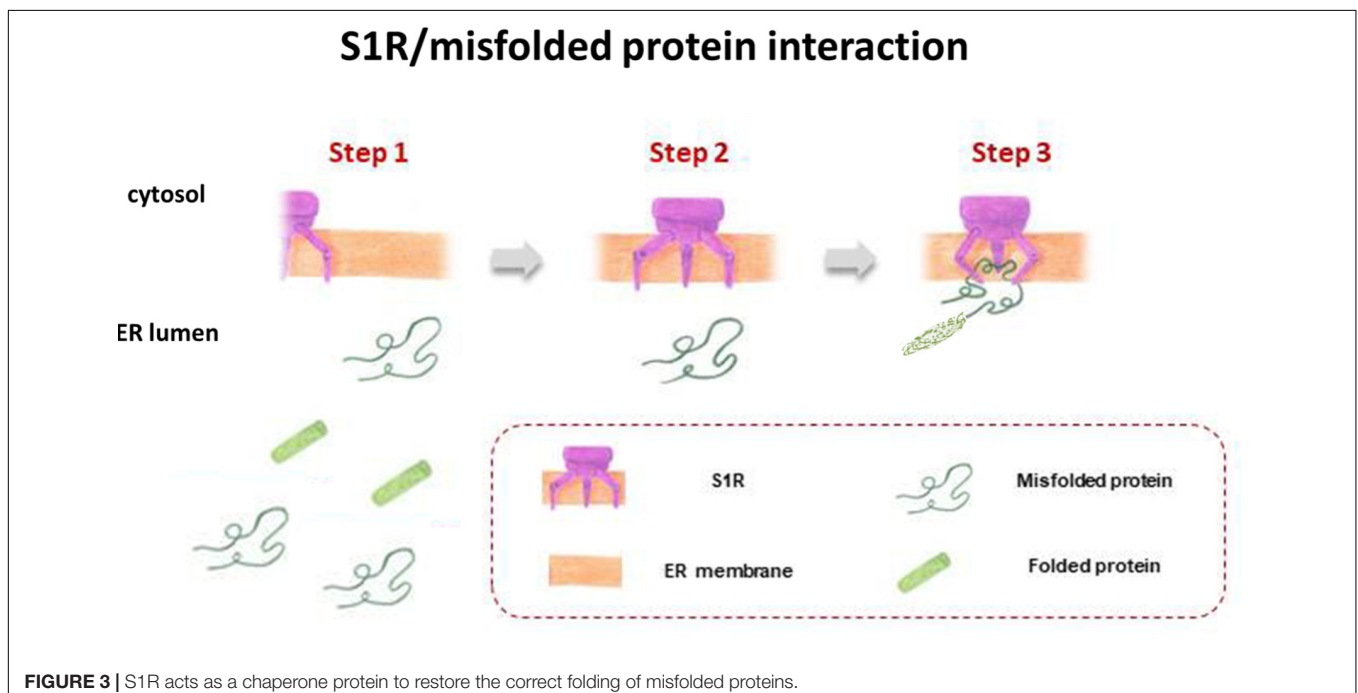 S1R/misfolded protein interaction
Step 1
Step 2
Step 3
cytosol
ER lumen
S1R
Misfolded protein
ER membrane
Folded protein
FIGURE 3 | S1R acts as a chaperone protein to restore the correct folding of misfolded proteins.